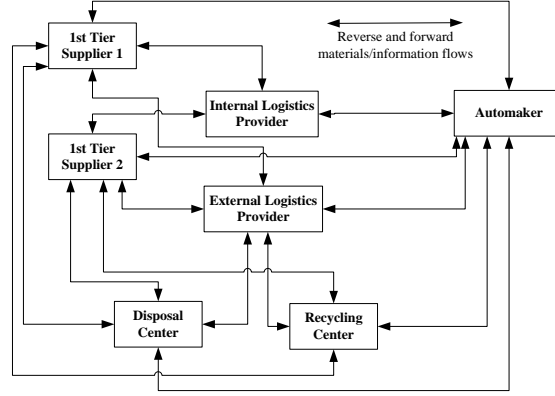 1st Tier
Supplier 1
Reverse and forward
materials/information flows
Internal Logistics
Provider
Automaker
1st Tier
Supplier 2
External Logistics
Provider
Disposal
Center
Recycling
Center